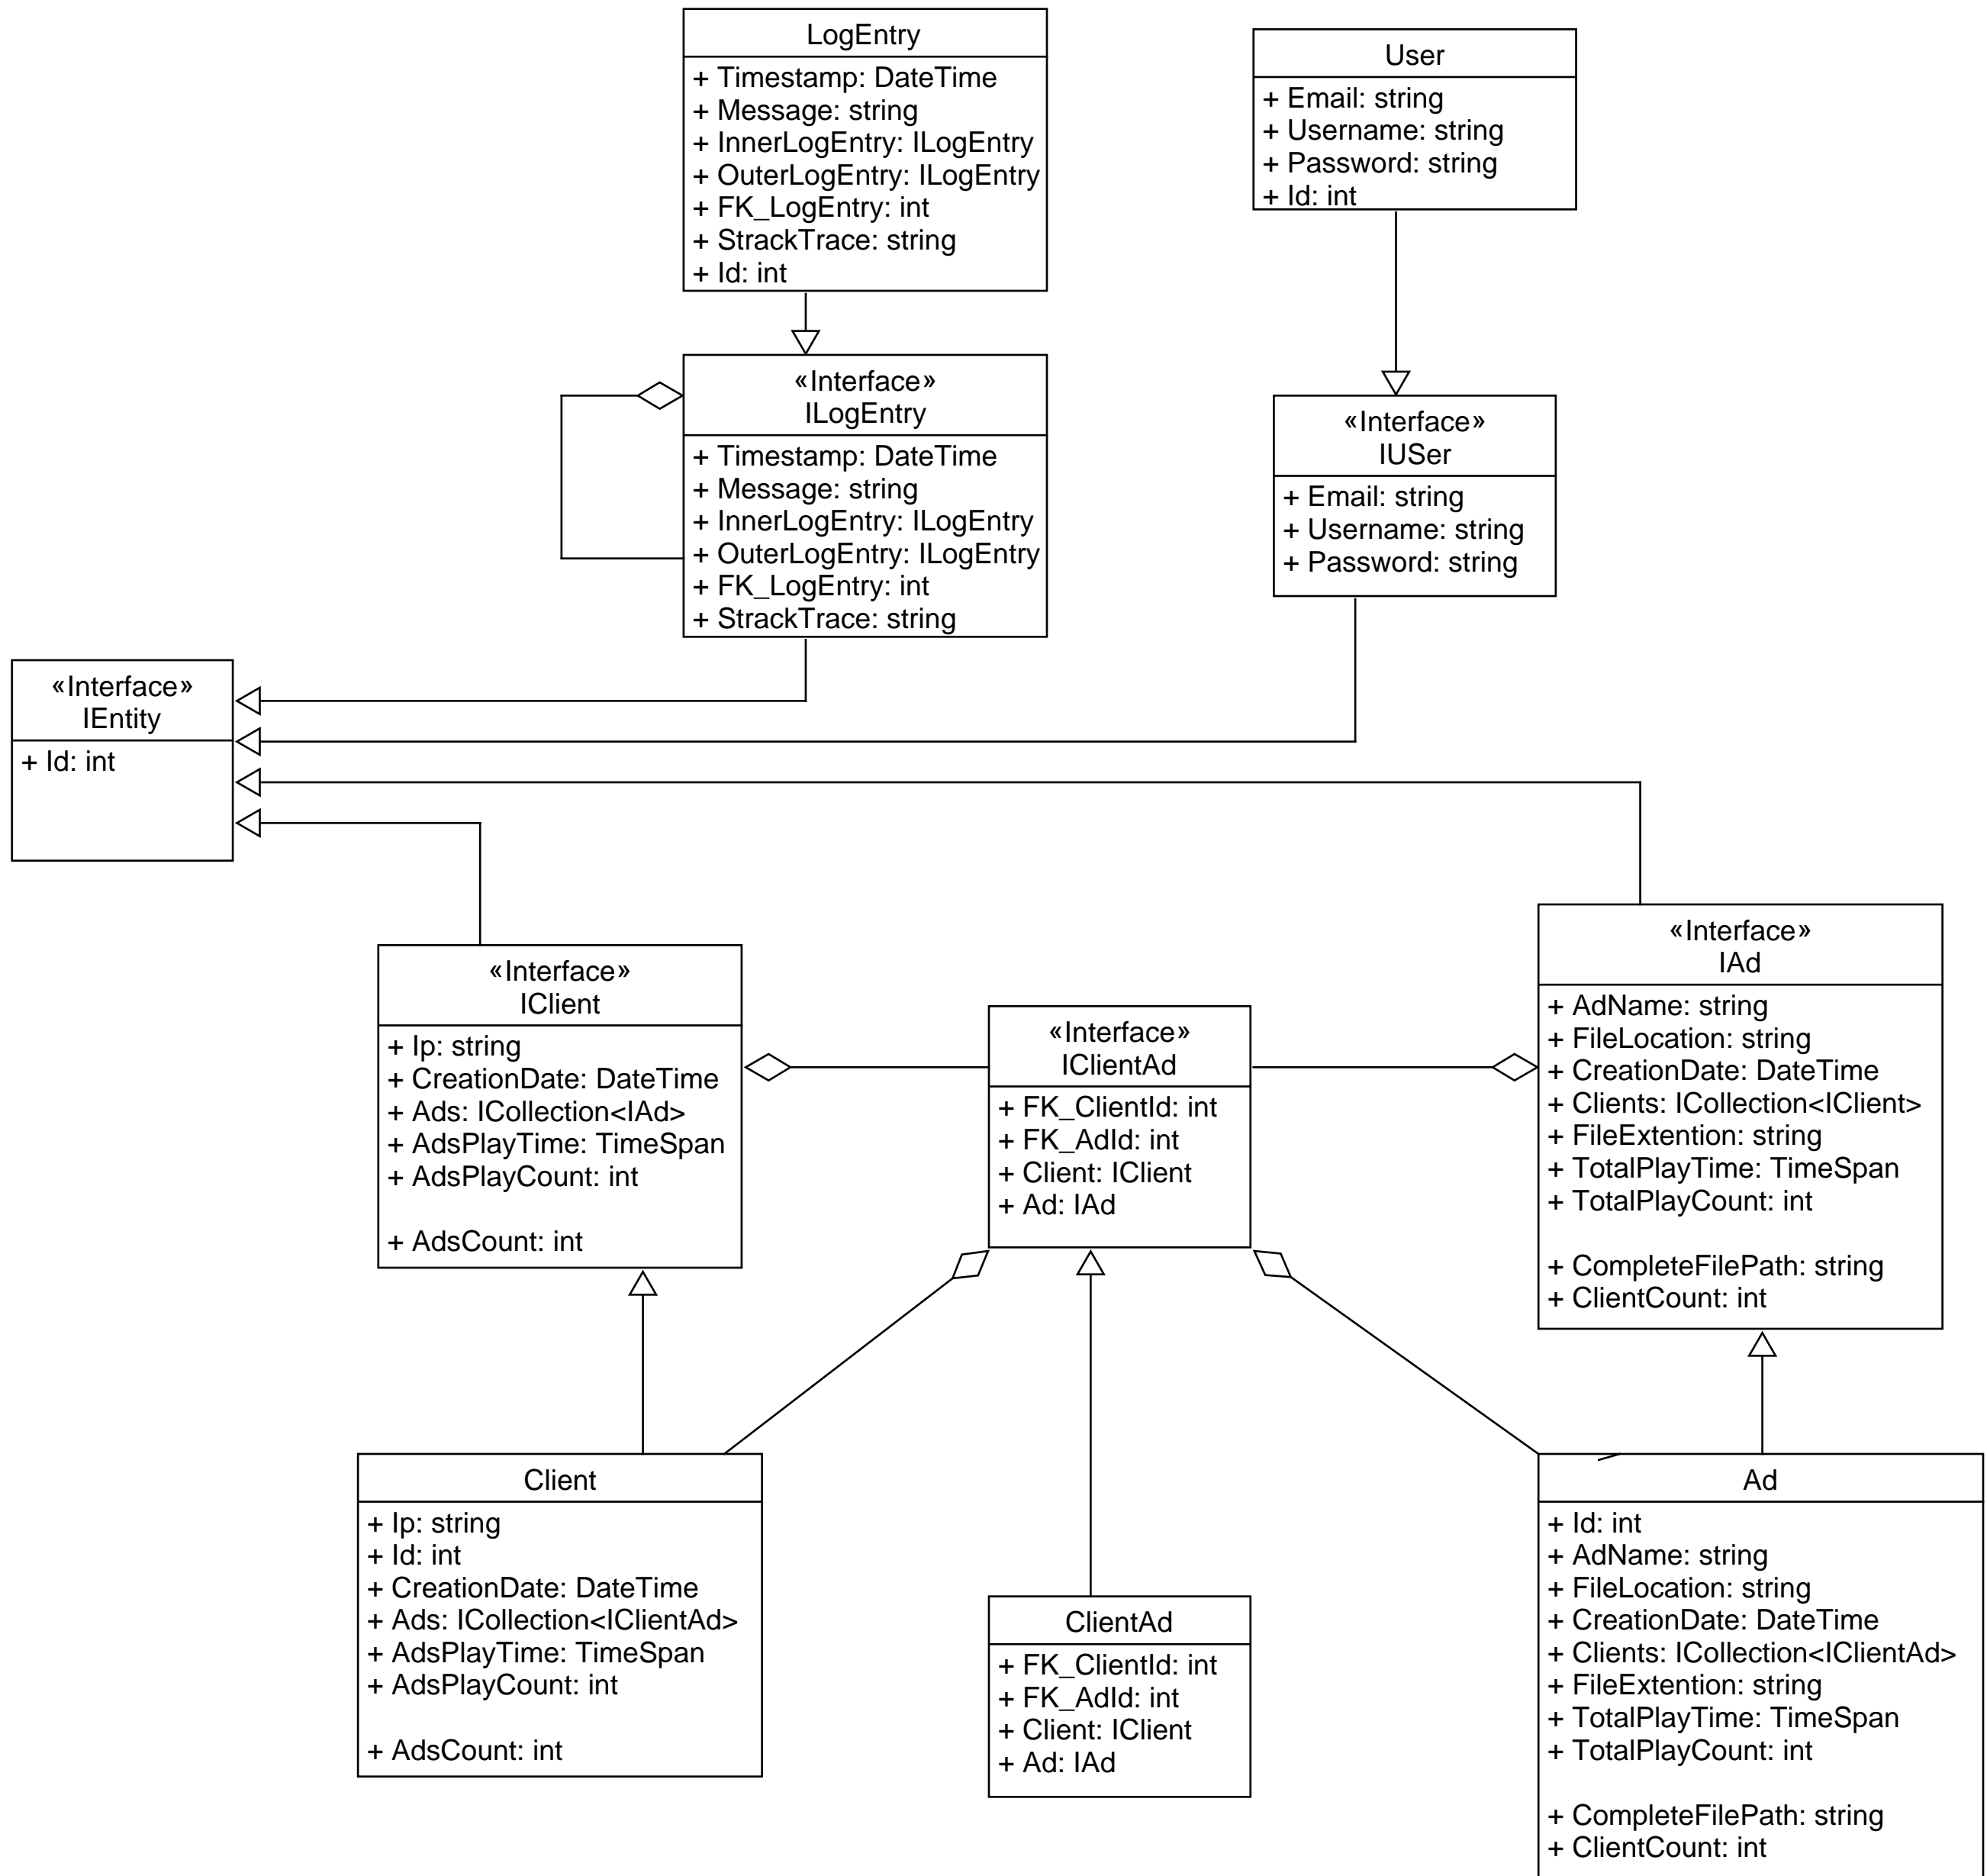 LogEntry
+ Timestamp: DateTime
+ Message: string
+ InnerLogEntry: ILogEntry
+ OuterLogEntry: ILogEntry
+ FK_LogEntry: int
+ StrackTrace: string
+ Id: int
User
+ Email: string
+ Username: string
+ Password: string
+ Id: int
«Interface»
ILogEntry
+ Timestamp: DateTime
+ Message: string
+ InnerLogEntry: ILogEntry
+ OuterLogEntry: ILogEntry
+ FK_LogEntry: int
+ StrackTrace: string
«Interface»
IUSer
+ Email: string
+ Username: string
+ Password: string
«Interface»
IEntity
+ Id: int
«Interface»
IClient
+ Ip: string
+ CreationDate: DateTime
+ Ads: ICollection<IAd>
+ AdsPlayTime: TimeSpan
+ AdsPlayCount: int
+ AdsCount: int
«Interface»
IClientAd
+ FK_ClientId: int
+ FK_AdId: int
+ Client: IClient
+ Ad: IAd
«Interface»
IAd
+ AdName: string
+ FileLocation: string
+ CreationDate: DateTime
+ Clients: ICollection<IClient>
+ FileExtention: string
+ TotalPlayTime: TimeSpan
+ TotalPlayCount: int
+ CompleteFilePath: string
+ ClientCount: int
Client
+ Ip: string
+ Id: int
+ CreationDate: DateTime
+ Ads: ICollection<IClientAd>
+ AdsPlayTime: TimeSpan
+ AdsPlayCount: int
+ AdsCount: int
ClientAd
+ FK_ClientId: int
+ FK_AdId: int
+ Client: IClient
+ Ad: IAd
Ad
+ Id: int
+ AdName: string
+ FileLocation: string
+ CreationDate: DateTime
+ Clients: ICollection<IClientAd>
+ FileExtention: string
+ TotalPlayTime: TimeSpan
+ TotalPlayCount: int
+ CompleteFilePath: string
+ ClientCount: int